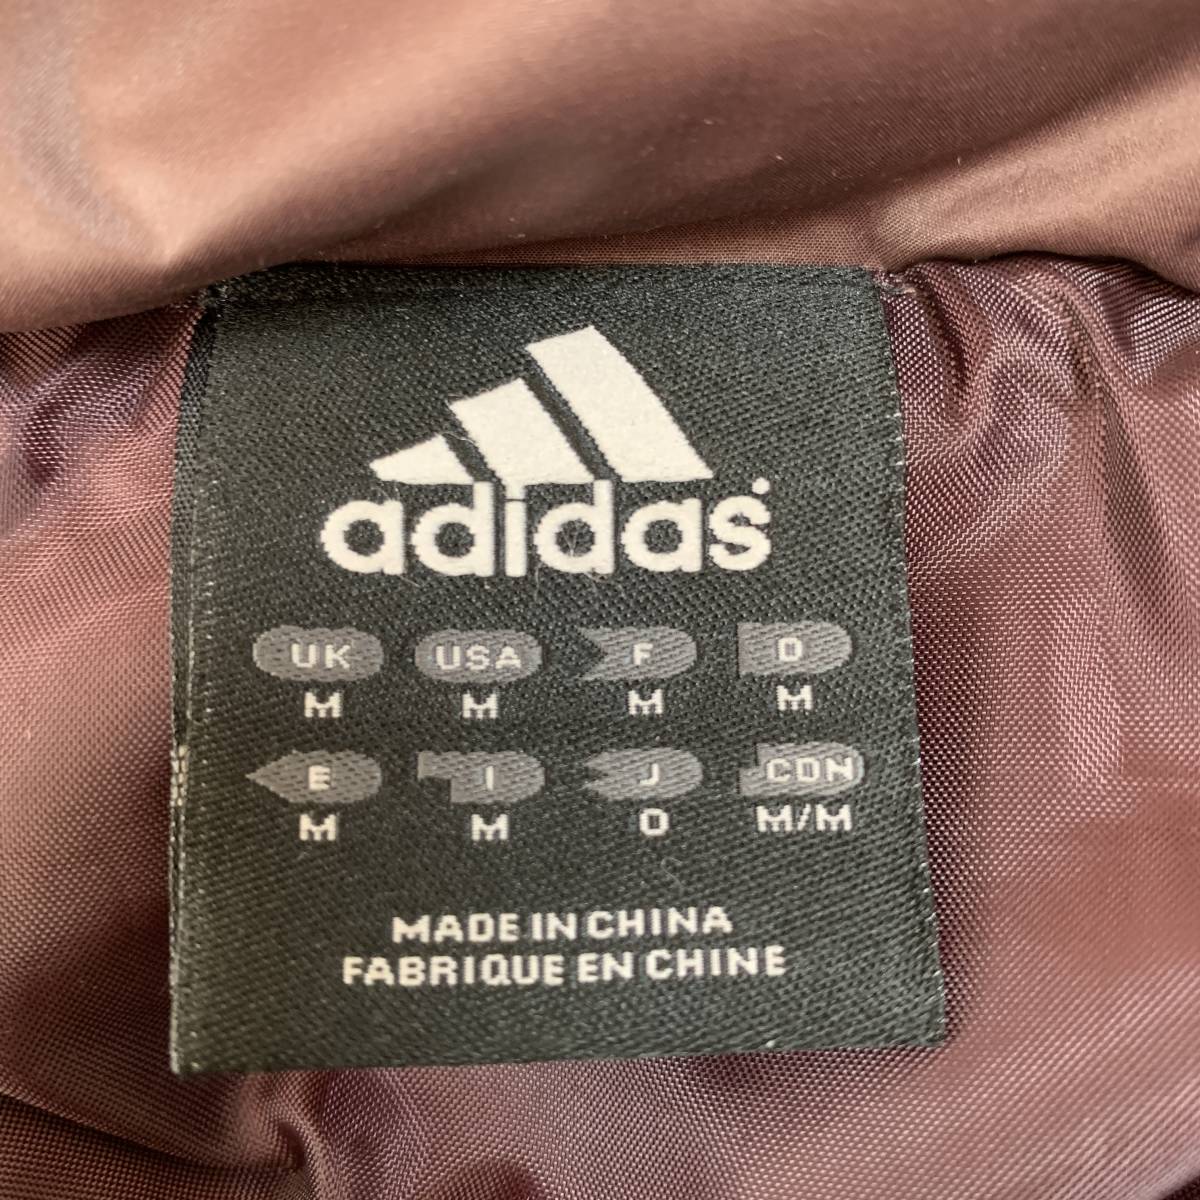 adidas
UK USA F D
M M M M
E I J CDN
M M O M/M
MADE IN CHINA
FABRIQUE EN CHINE